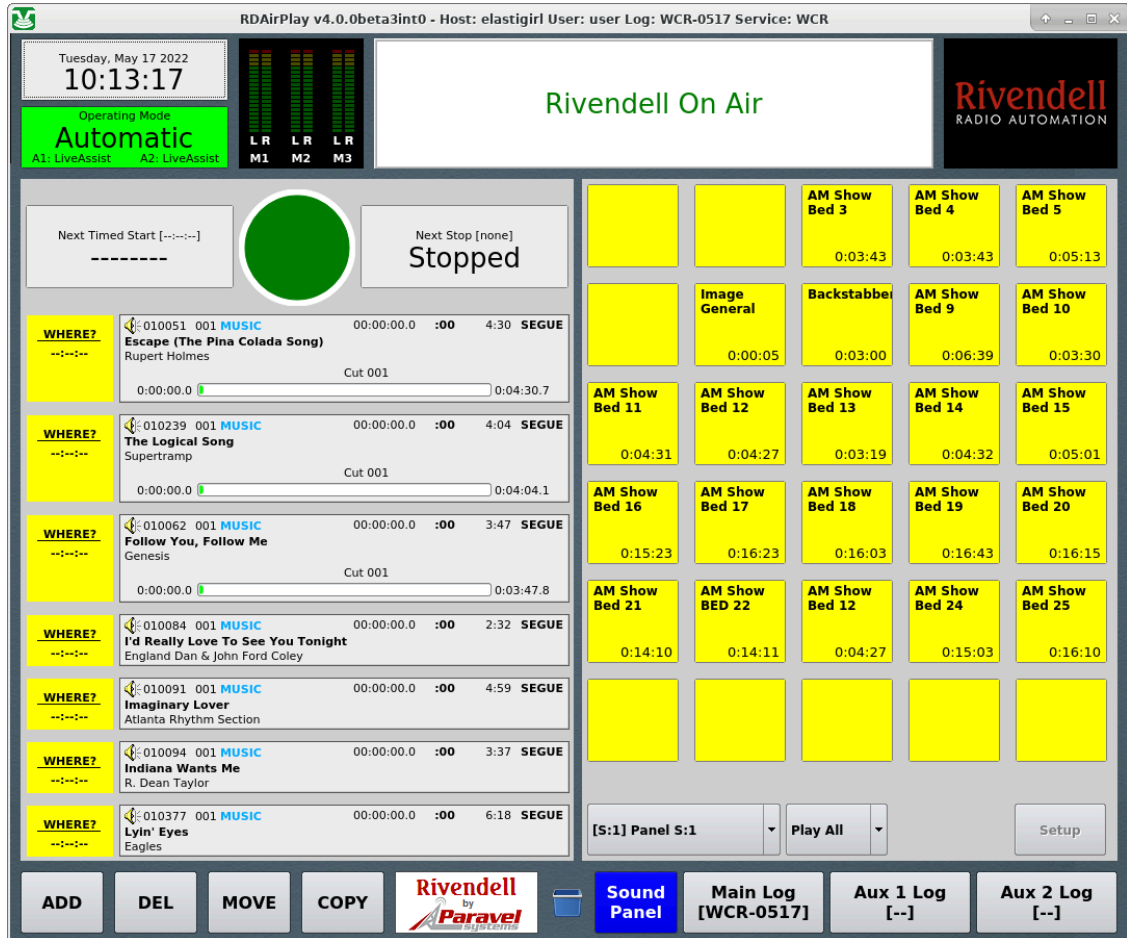 RDAirPlay v4.0.0beta3int0 - Host: elastigirl User: user Log: WCR-0517 Service: WCR
Tuesday, May 17 2022
10:13:17
Operating Mode
Automatic
A1: LiveAssist A2: LiveAssist
L R L R L R
M1 M2 M3
Rivendell On Air
Rivendell
RADIO AUTOMATION
Next Timed Start [--:--:--]
--------
Next Stop [none]
Stopped
WHERE?
--:--:--
010051 001 MUSIC 00:00:00.0 :00 4:30 SEGUE
Escape (The Pina Colada Song)
Rupert Holmes
Cut 001
0:00:00.0 0:04:30.7
WHERE?
--:--:--
010239 001 MUSIC 00:00:00.0 :00 4:04 SEGUE
The Logical Song
Supertramp
Cut 001
0:00:00.0 0:04:04.1
WHERE?
--:--:--
010062 001 MUSIC 00:00:00.0 :00 3:47 SEGUE
Follow You, Follow Me
Genesis
Cut 001
0:00:00.0 0:03:47.8
WHERE?
--:--:--
010084 001 MUSIC 00:00:00.0 :00 2:32 SEGUE
I'd Really Love To See You Tonight
England Dan & John Ford Coley
WHERE?
--:--:--
010091 001 MUSIC 00:00:00.0 :00 4:59 SEGUE
Imaginary Lover
Atlanta Rhythm Section
WHERE?
--:--:--
010094 001 MUSIC 00:00:00.0 :00 3:37 SEGUE
Indiana Wants Me
R. Dean Taylor
WHERE?
--:--:--
010377 001 MUSIC 00:00:00.0 :00 6:18 SEGUE
Lyin' Eyes
Eagles
AM Show
Bed 3
0:03:43
AM Show
Bed 4
0:03:43
AM Show
Bed 5
0:05:13
Image
General
0:00:05
Backstabber
0:03:00
AM Show
Bed 9
0:06:39
AM Show
Bed 10
0:03:30
AM Show
Bed 11
0:04:31
AM Show
Bed 12
0:04:27
AM Show
Bed 13
0:03:19
AM Show
Bed 14
0:04:32
AM Show
Bed 15
0:05:01
AM Show
Bed 16
0:15:23
AM Show
Bed 17
0:16:23
AM Show
Bed 18
0:16:03
AM Show
Bed 19
0:16:43
AM Show
Bed 20
0:16:15
AM Show
Bed 21
0:14:10
AM Show
BED 22
0:14:11
AM Show
Bed 12
0:04:27
AM Show
Bed 24
0:15:03
AM Show
Bed 25
0:16:10
[S:1] Panel S:1
Play All
Setup
ADD
DEL
MOVE
COPY
Rivendell
by
Paravel
systems
Sound
Panel
Main Log
[WCR-0517]
Aux 1 Log
[--]
Aux 2 Log
[--]